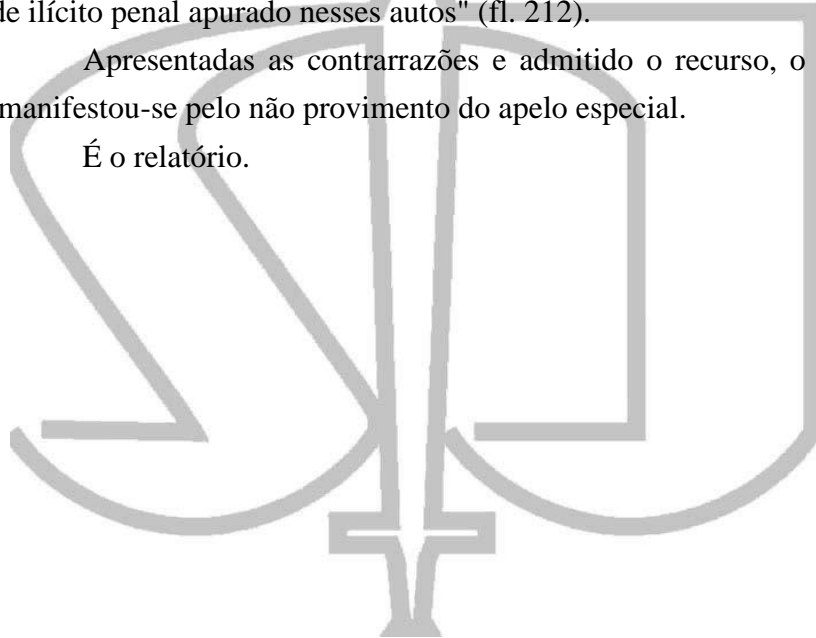 de ilícito penal apurado nesses autos" (fl. 212).
Apresentadas as contrarrazões e admitido o recurso, o
manifestou-se pelo não provimento do apelo especial.
É o relatório.